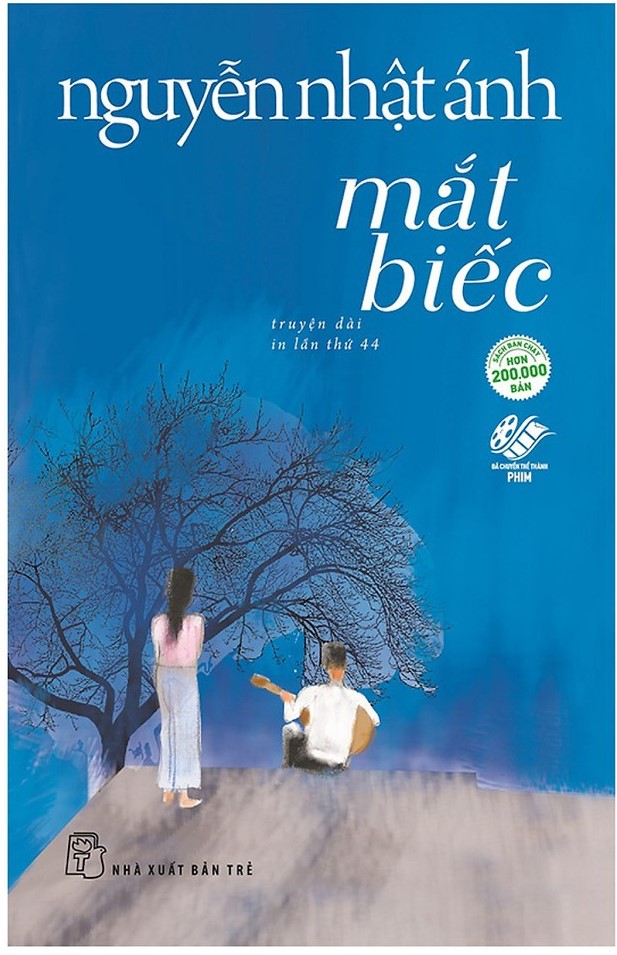 nguyễn nhật ánh
mắt
biếc
truyện dài
in lần thứ 44
SÁCH BÁN CHẠY
HƠN
200.000
BẢN
ĐÃ CHUYỂN THỂ THÀNH
PHIM
T
NHÀ XUẤT BẢN TRẺ